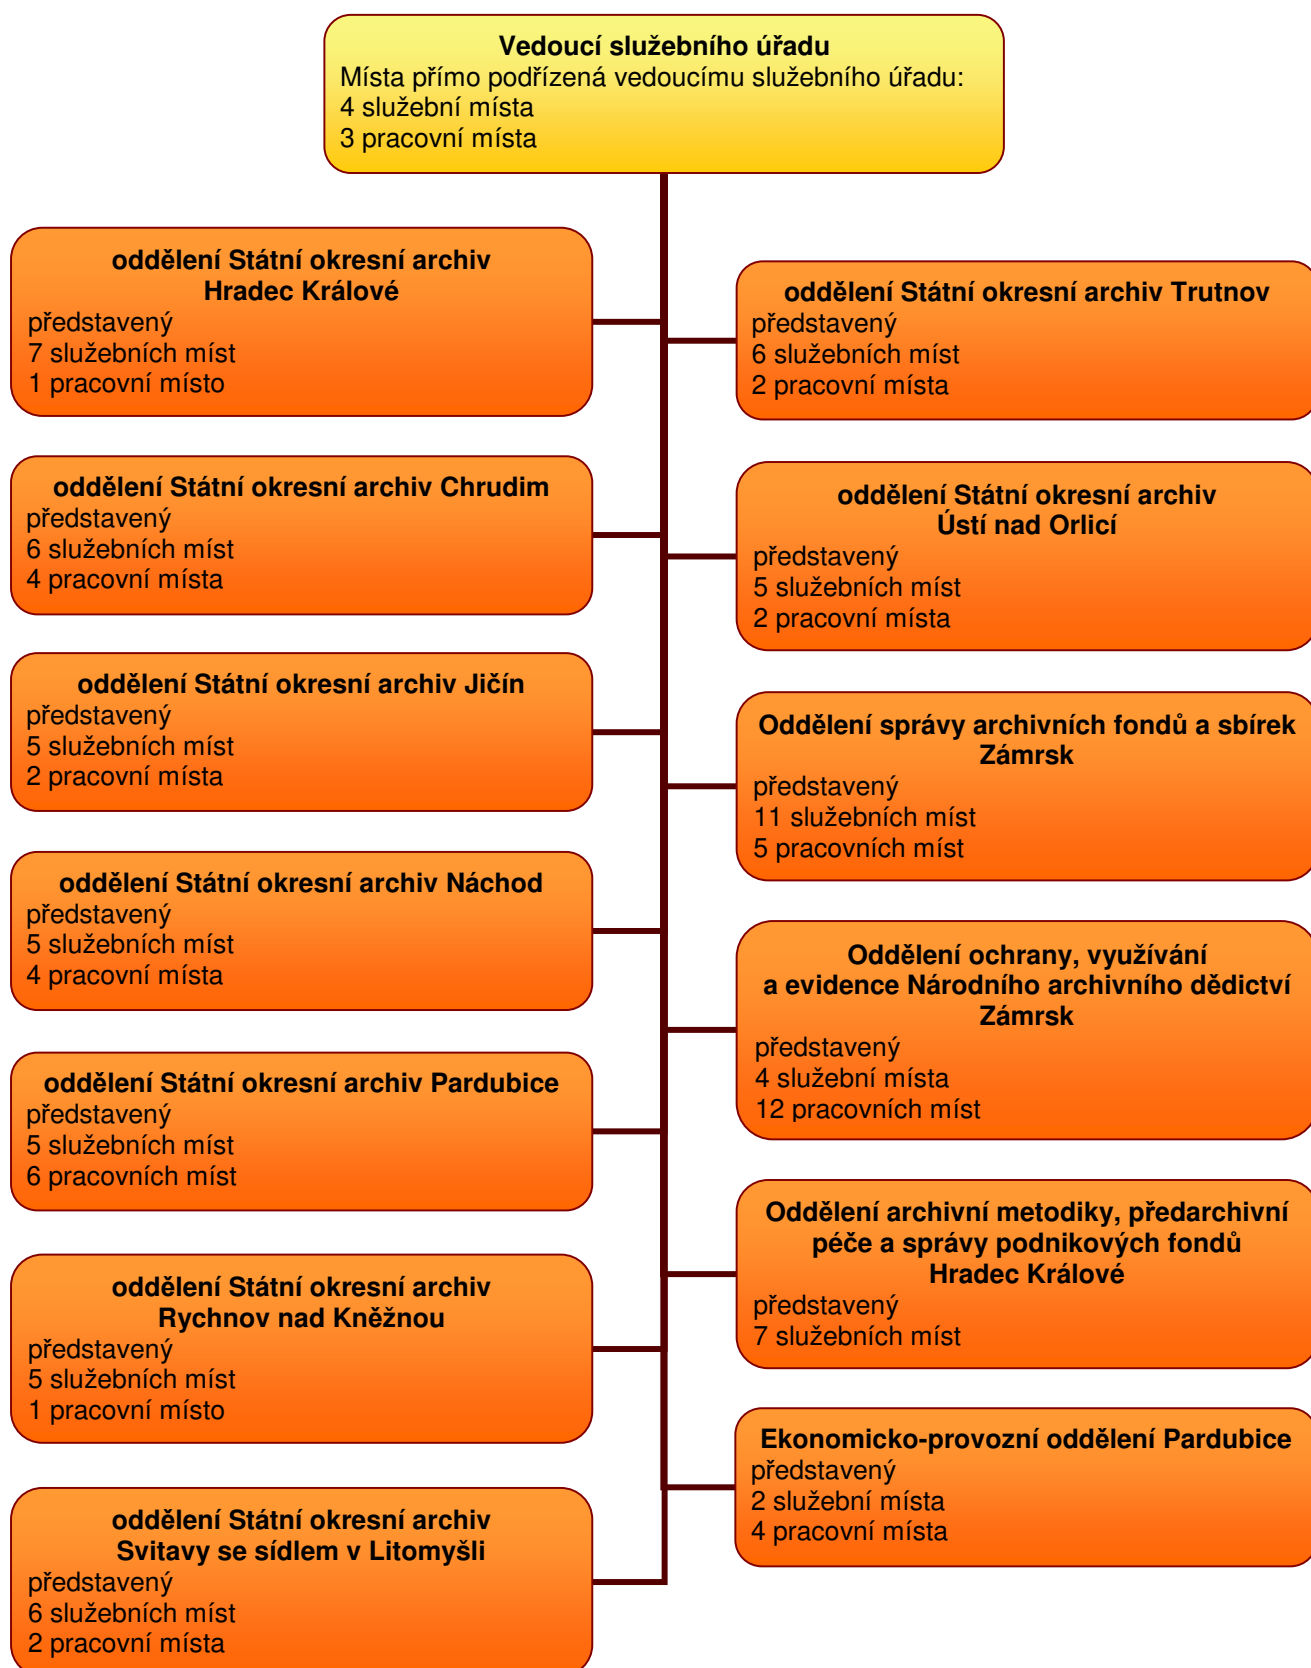 Vedoucí služebního úřadu
Místa přímo podřízená vedoucímu služebního úřadu:
4 služební místa
3 pracovní místa
oddělení Státní okresní archiv
Hradec Králové
představený
7 služebních míst
1 pracovní místo
oddělení Státní okresní archiv Chrudim
představený
6 služebních míst
4 pracovní místa
oddělení Státní okresní archiv Jičín
představený
5 služebních míst
2 pracovní místa
oddělení Státní okresní archiv Náchod
představený
5 služebních míst
4 pracovní místa
oddělení Státní okresní archiv Pardubice
představený
5 služebních míst
6 pracovních míst
oddělení Státní okresní archiv
Rychnov nad Kněžnou
představený
5 služebních míst
1 pracovní místo
oddělení Státní okresní archiv
Svitavy se sídlem v Litomyšli
představený
6 služebních míst
2 pracovní místa
oddělení Státní okresní archiv Trutnov
představený
6 služebních míst
2 pracovní místa
oddělení Státní okresní archiv
Ústí nad Orlicí
představený
5 služebních míst
2 pracovní místa
Oddělení správy archivních fondů a sbírek
Zámrsk
představený
11 služebních míst
5 pracovních míst
Oddělení ochrany, využívání
a evidence Národního archivního dědictví
Zámrsk
představený
4 služební místa
12 pracovních míst
Oddělení archivní metodiky, předarchivní
péče a správy podnikových fondů
Hradec Králové
představený
7 služebních míst
Ekonomicko-provozní oddělení Pardubice
představený
2 služební místa
4 pracovní místa